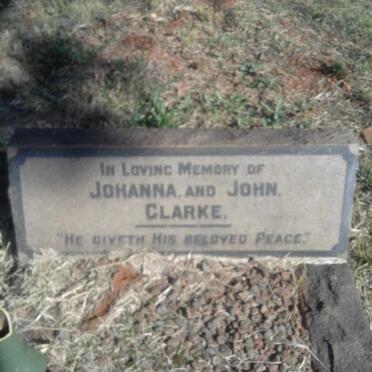 In Loving Memory of
Johanna. and John.
Clarke.
"He giveth His beloved Peace."